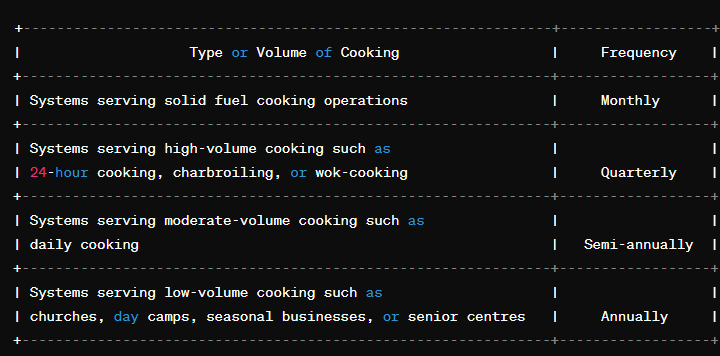 Type or Volume of Cooking Frequency
Systems serving solid fuel cooking operations Monthly
Systems serving high-volume cooking such as
24-hour cooking, charbroiling, or wok-cooking Quarterly
Systems serving moderate-volume cooking such as
daily cooking Semi-annually
Systems serving low-volume cooking such as
churches, day camps, seasonal businesses, or senior centres Annually